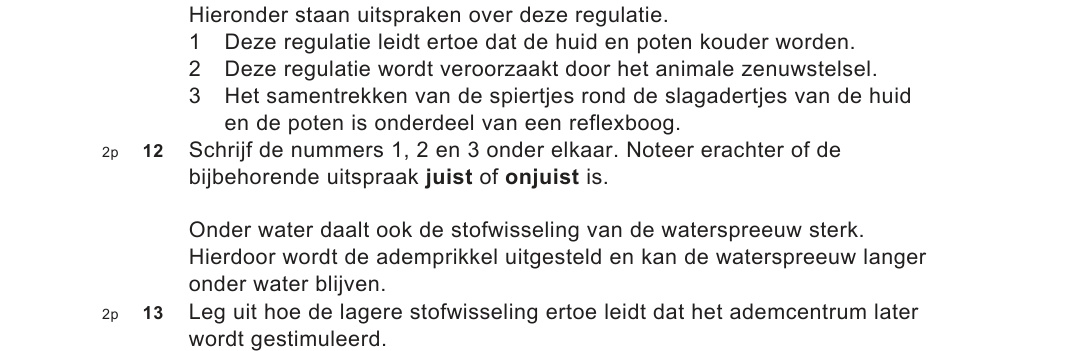 Hieronder staan uitspraken over deze regulatie.
1 Deze regulatie leidt ertoe dat de huid en poten kouder worden.
2 Deze regulatie wordt veroorzaakt door het animale zenuwstelsel.
3 Het samentrekken van de spiertjes rond de slagadertjes van de huid
en de poten is onderdeel van een reflexboog.
2p 12 Schrijf de nummers 1, 2 en 3 onder elkaar. Noteer erachter of de
bijbehorende uitspraak juist of onjuist is.
Onder water daalt ook de stofwisseling van de waterspreeuw sterk.
Hierdoor wordt de ademprikkel uitgesteld en kan de waterspreeuw langer
onder water blijven.
2p 13 Leg uit hoe de lagere stofwisseling ertoe leidt dat het ademcentrum later
wordt gestimuleerd.